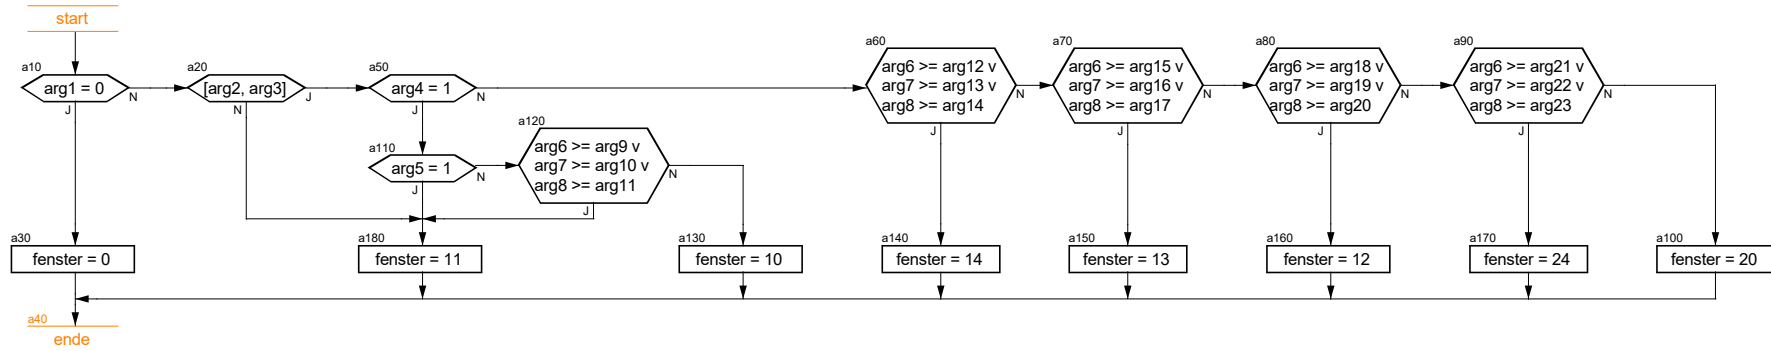 start
a10
arg1 = 0
N
J
a20
[arg2, arg3]
J
N
a50
arg4 = 1
N
J
a60
arg6 >= arg12 v
arg7 >= arg13 v
arg8 >= arg14
N
J
a70
arg6 >= arg15 v
arg7 >= arg16 v
arg8 >= arg17
N
J
a80
arg6 >= arg18 v
arg7 >= arg19 v
arg8 >= arg20
N
J
a90
arg6 >= arg21 v
arg7 >= arg22 v
arg8 >= arg23
N
J
a110
arg5 = 1
N
J
a120
arg6 >= arg9 v
arg7 >= arg10 v
arg8 >= arg11
N
J
a30
fenster = 0
a180
fenster = 11
a130
fenster = 10
a140
fenster = 14
a150
fenster = 13
a160
fenster = 12
a170
fenster = 24
a100
fenster = 20
a40
ende